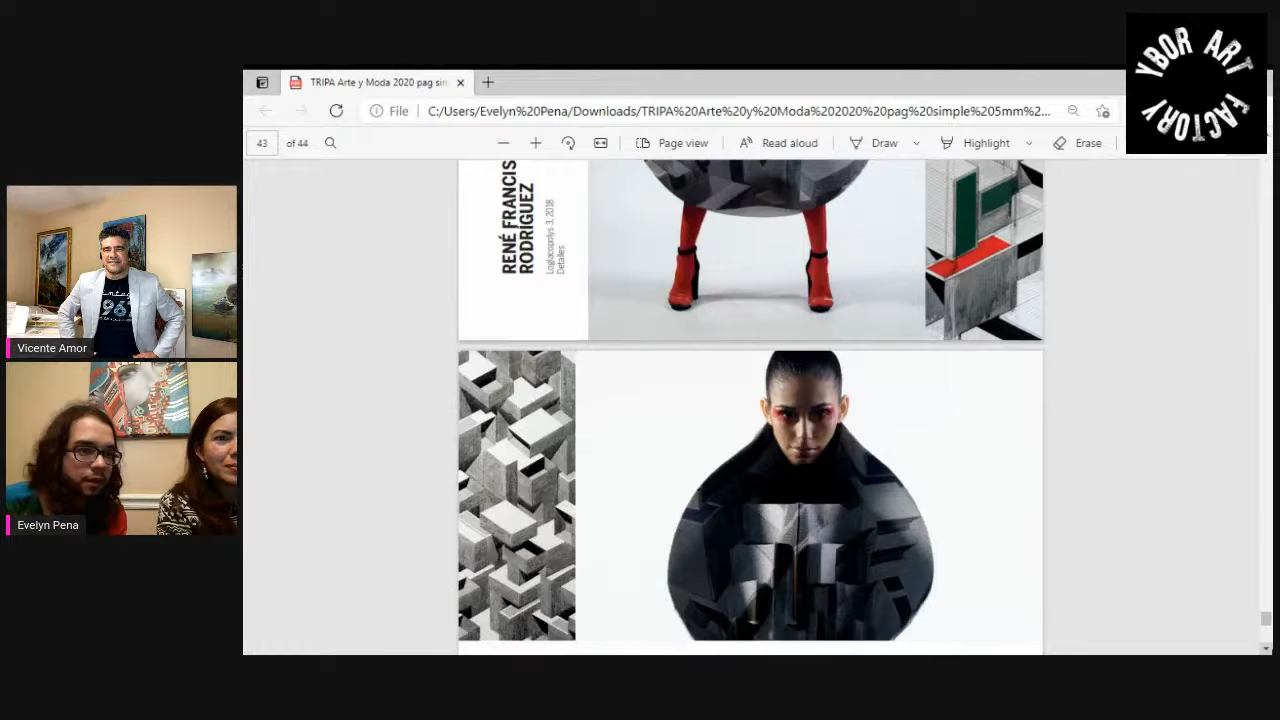 YBOR ART FACTORY
TRIPA Arte y Moda 2020 pag sim
File
C:/Users/Evelyn%20Pena/Downloads/TRIPA%20Arte%20y%20Moda%202020%20pag%20simple%205mm%2...
43
of 44
Page view
Read aloud
Draw
Highlight
Erase
RENÉ FRANCIS
RODRÍGUEZ
Detalles
Vicente Amor
Evelyn Pena